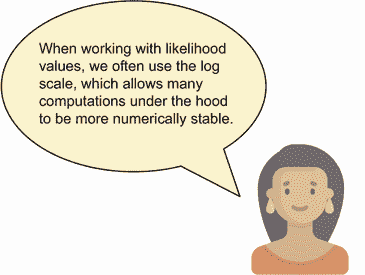 When working with likelihood
values, we often use the log
scale, which allows many
computations under the hood
to be more numerically stable.